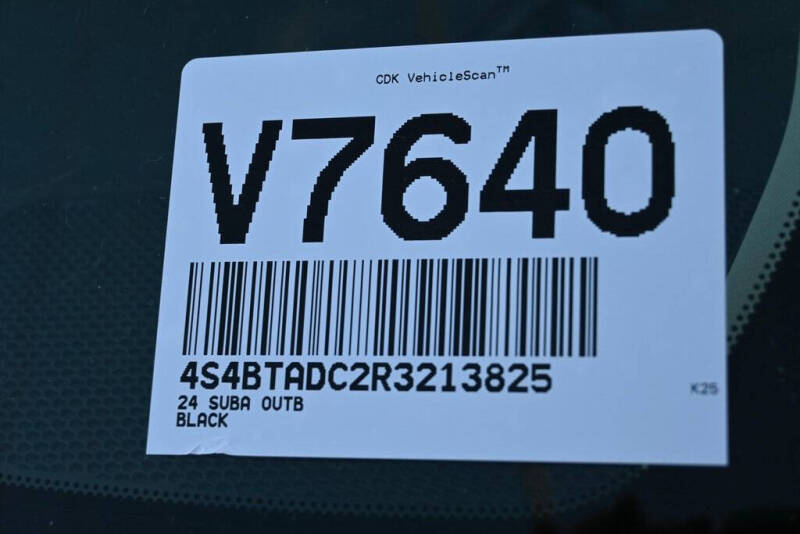 CDK VehicleScan™
V7640
4S4BTADC2R3213825
24 SUBA OUTB
BLACK
K25